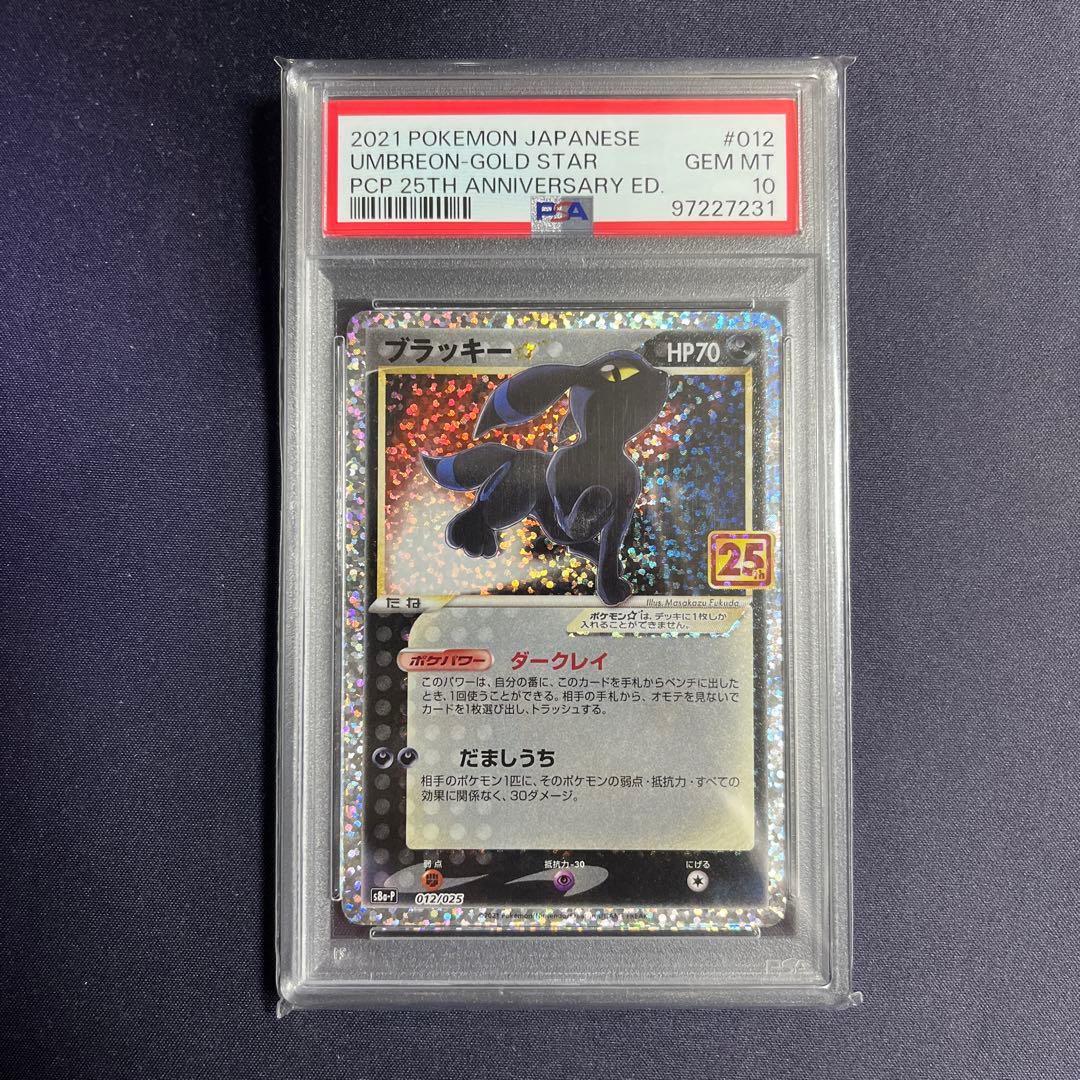 2021 POKEMON JAPANESE #012
UMBREON-GOLD STAR GEM MT
PCP 25TH ANNIVERSARY ED. 10
PSA 97227231
ブラッキー☆ HP70
25th
たね
Illus. Masakazu Fukuda
ポケモン☆は、デッキに1枚しか
入れることができません。
ポケパワー ダークレイ
このパワーは、自分の番に、このカードを手札からベンチに出した
とき、1回使うことができる。相手の手札から、オモテを見ないで
カードを1枚選び出し、トラッシュする。
だましうち
相手のポケモン1匹に、そのポケモンの弱点・抵抗力・すべての
効果に関係なく、30ダメージ。
弱点 抵抗力 -30 にげる
s8a-P 012/025
©2021 Pokémon
PSA